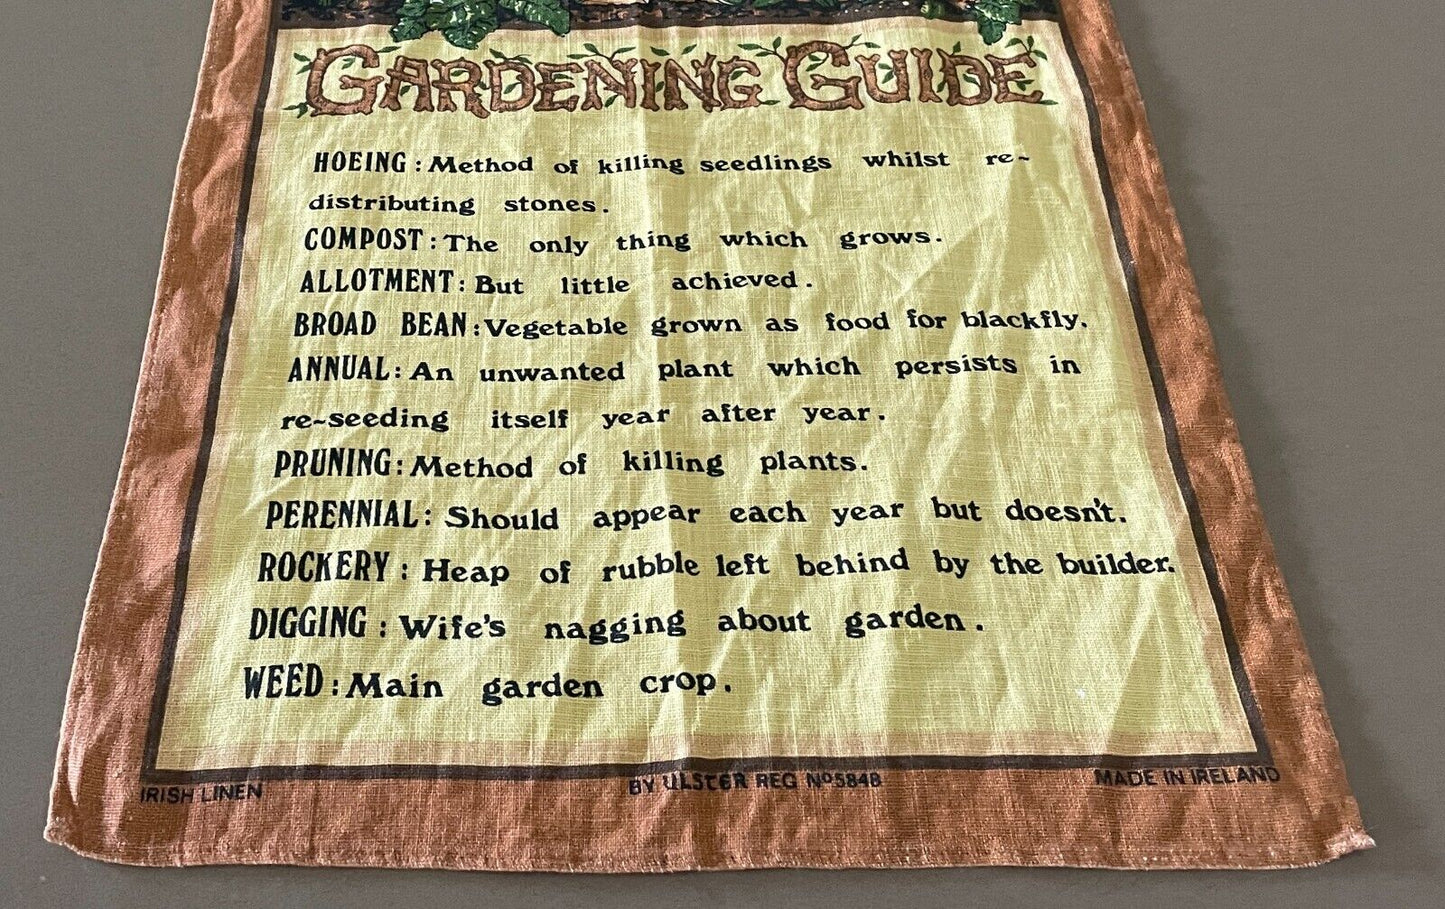 GARDENING GUIDE
HOEING: Method of killing seedlings whilst re~
distributing stones.
COMPOST: The only thing which grows.
ALLOTMENT: But little achieved.
BROAD BEAN: Vegetable grown as food for blackfly.
ANNUAL: An unwanted plant which persists in
re~seeding itself year after year.
PRUNING: Method of killing plants.
PERENNIAL: Should appear each year but doesn't.
ROCKERY: Heap of rubble left behind by the builder.
DIGGING: Wife's nagging about garden.
WEED: Main garden crop.
IRISH LINEN BY ULSTER REG Nº5848 MADE IN IRELAND